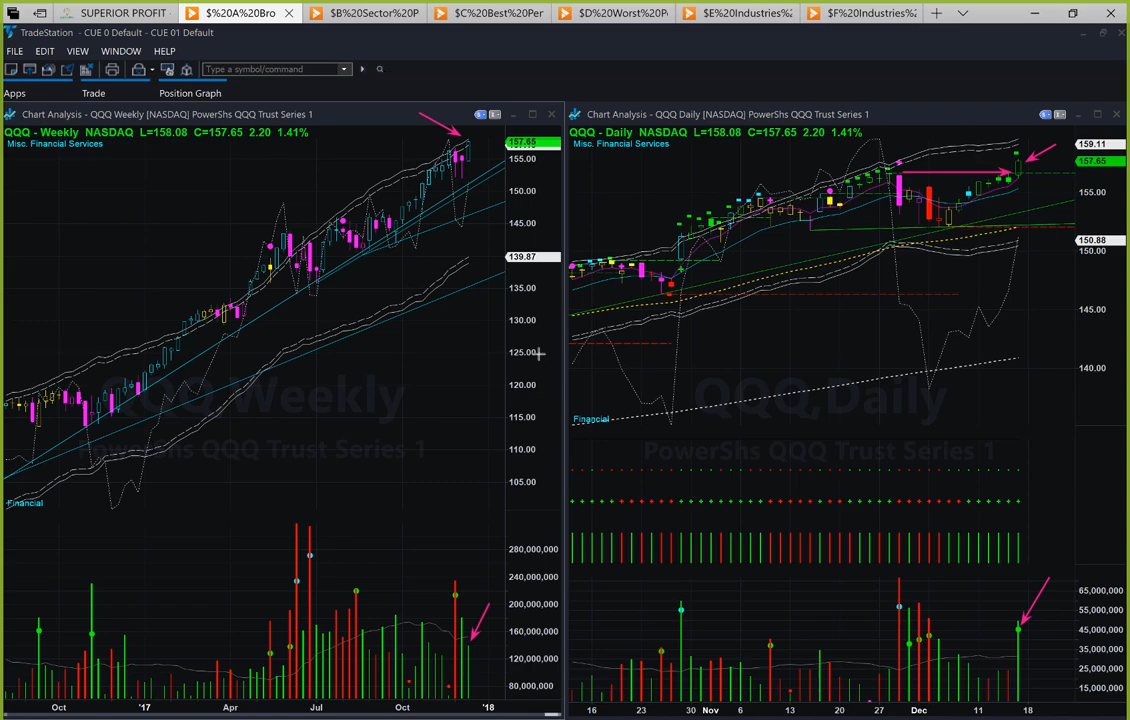 SUPERIOR PROFIT
$%20A%20Bro
$%20B%20Sector%20P
$%20C%20Best%20Per
$%20D%20Worst%20P
$%20E%20Industries%
$%20F%20Industries%
TradeStation - CUE 0 Default - CUE 01 Default
FILE EDIT VIEW WINDOW HELP
Type a symbol/command
Apps Trade Position Graph
Chart Analysis - QQQ Weekly [NASDAQ] PowerShs QQQ Trust Series 1
QQQ - Weekly NASDAQ L=158.08 C=157.65 2.20 1.41%
Misc. Financial Services
157.65
155.00
150.00
145.00
139.87
135.00
130.00
125.00
120.00
115.00
110.00
105.00
QQQ,Weekly
PowerShs QQQ Trust Series 1
Financial
280,000,000
240,000,000
200,000,000
160,000,000
120,000,000
80,000,000
Oct '17 Apr Jul Oct '18
Chart Analysis - QQQ Daily [NASDAQ] PowerShs QQQ Trust Series 1
QQQ - Daily NASDAQ L=158.08 C=157.65 2.20 1.41%
Misc. Financial Services
159.11
157.65
155.00
150.88
150.00
145.00
140.00
QQQ,Daily
Financial
PowerShs QQQ Trust Series 1
65,000,000
55,000,000
45,000,000
35,000,000
25,000,000
15,000,000
16 23 30 Nov 6 13 20 27 Dec 11 18